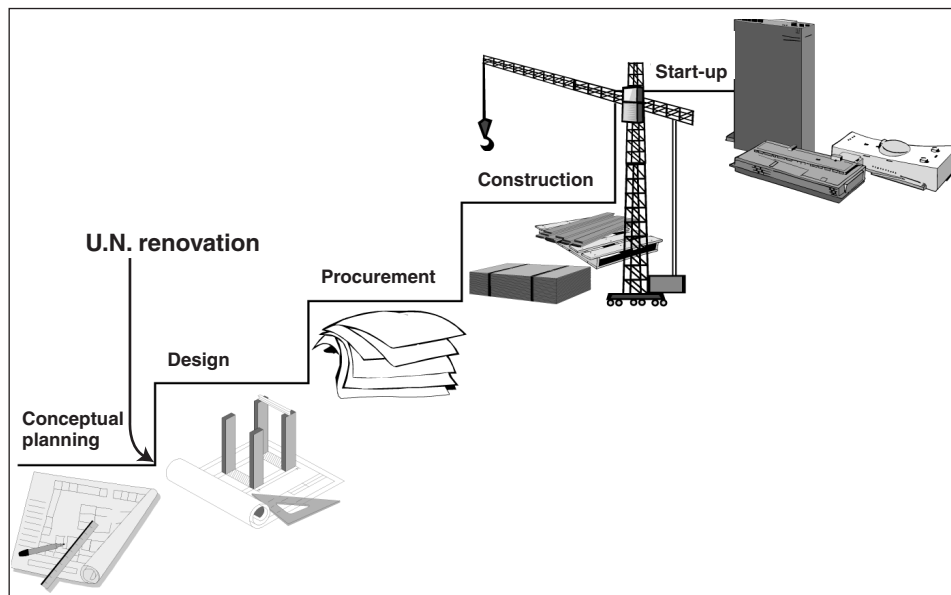 Start-up
Construction
U.N. renovation
Procurement
Design
Conceptual
planning